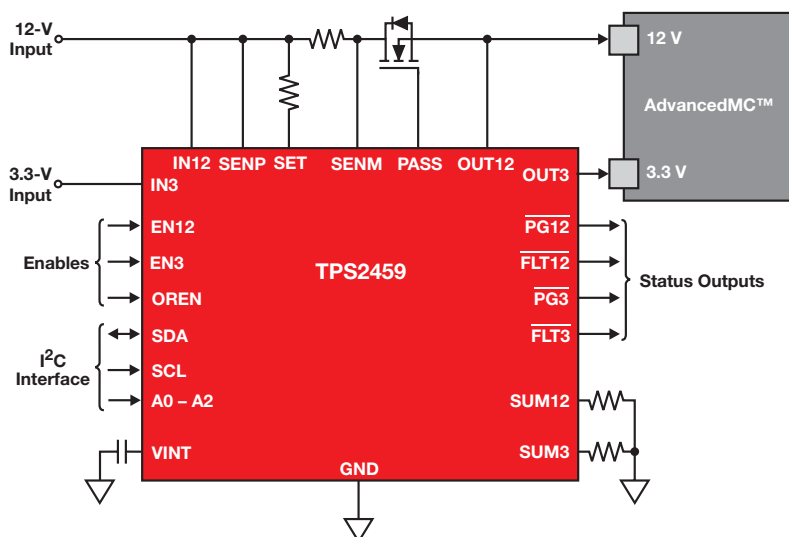 12-V
Input
12 V
AdvancedMC™
3.3 V
IN12
SENP
SET
SENM
PASS
OUT12
OUT3
3.3-V
Input
IN3
Enables
EN12
EN3
OREN
TPS2459
PG12
FLT12
PG3
FLT3
Status Outputs
I²C
Interface
SDA
SCL
A0 – A2
SUM12
VINT
SUM3
GND